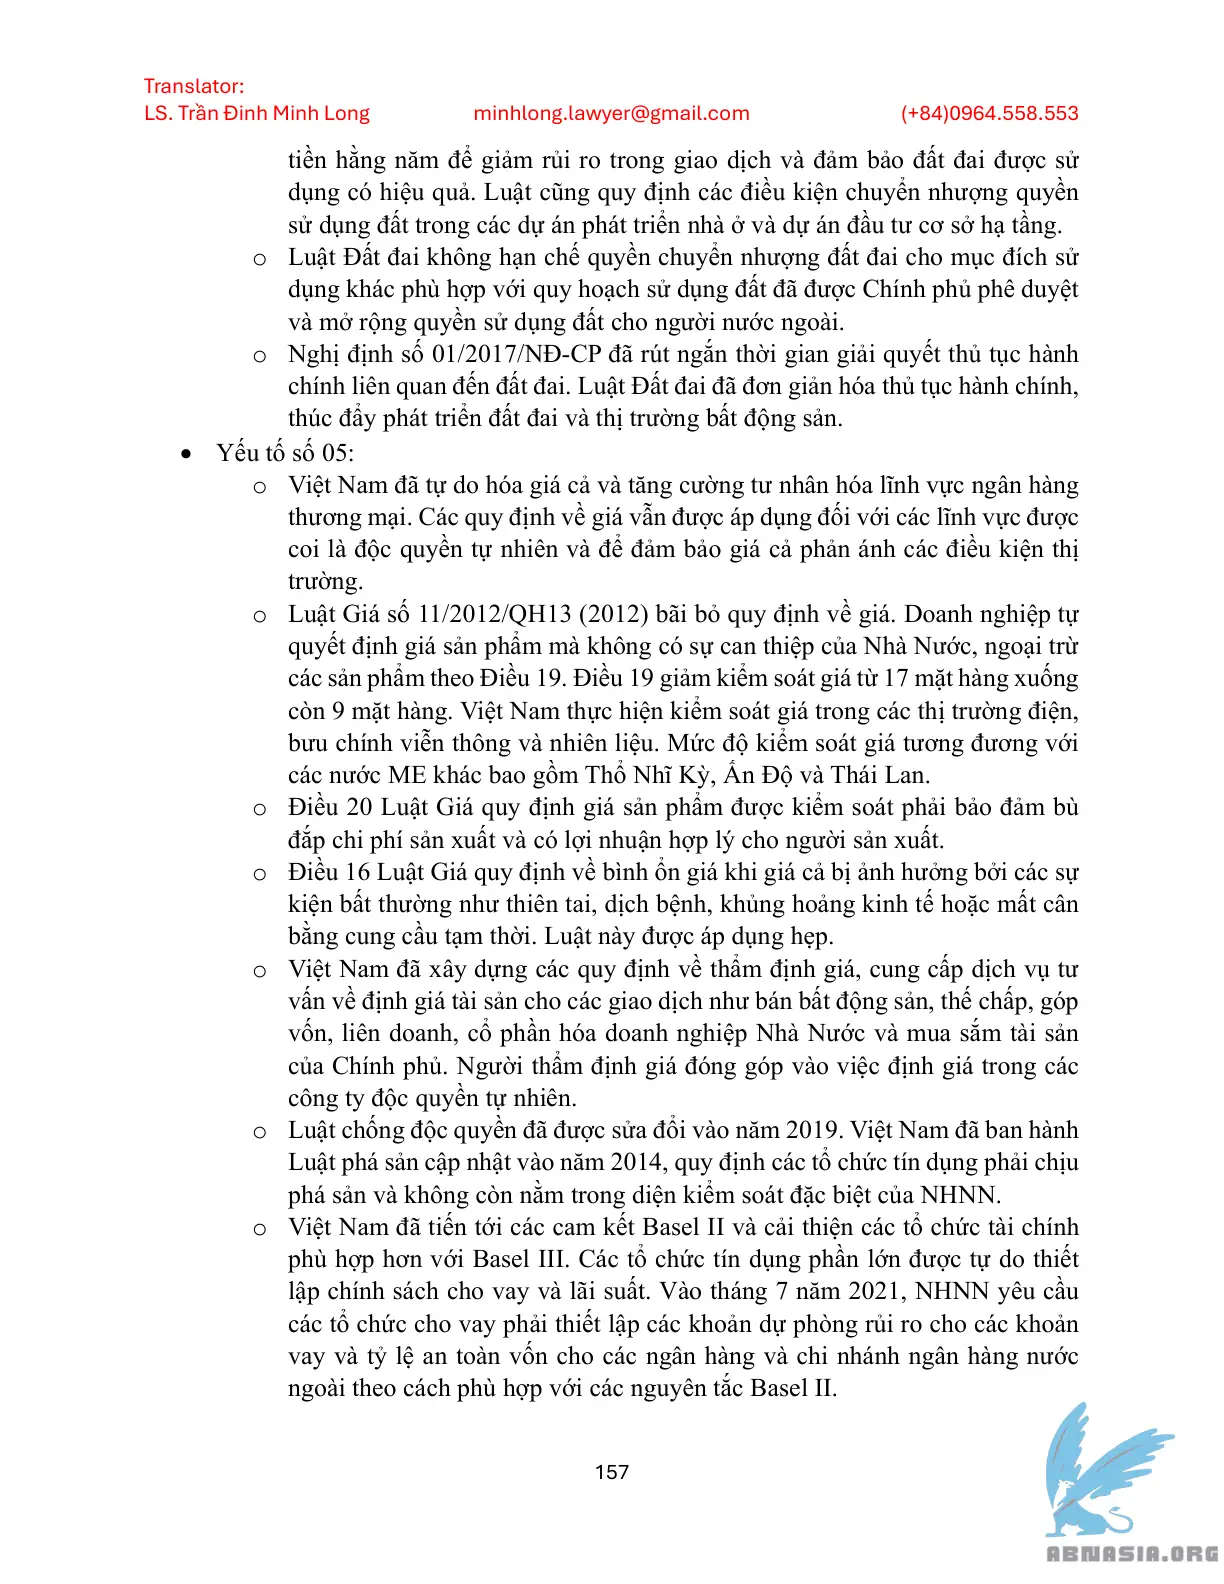 Translator:
LS. Trần Đinh Minh Long minhlong.lawyer@gmail.com (+84)0964.558.553
tiền hằng năm để giảm rủi ro trong giao dịch và đảm bảo đất đai được sử
dụng có hiệu quả. Luật cũng quy định các điều kiện chuyển nhượng quyền
sử dụng đất trong các dự án phát triển nhà ở và dự án đầu tư cơ sở hạ tầng.
o Luật Đất đai không hạn chế quyền chuyển nhượng đất đai cho mục đích sử
dụng khác phù hợp với quy hoạch sử dụng đất đã được Chính phủ phê duyệt
và mở rộng quyền sử dụng đất cho người nước ngoài.
o Nghị định số 01/2017/NĐ-CP đã rút ngắn thời gian giải quyết thủ tục hành
chính liên quan đến đất đai. Luật Đất đai đã đơn giản hóa thủ tục hành chính,
thúc đẩy phát triển đất đai và thị trường bất động sản.
• Yếu tố số 05:
o Việt Nam đã tự do hóa giá cả và tăng cường tư nhân hóa lĩnh vực ngân hàng
thương mại. Các quy định về giá vẫn được áp dụng đối với các lĩnh vực được
coi là độc quyền tự nhiên và để đảm bảo giá cả phản ánh các điều kiện thị
trường.
o Luật Giá số 11/2012/QH13 (2012) bãi bỏ quy định về giá. Doanh nghiệp tự
quyết định giá sản phẩm mà không có sự can thiệp của Nhà Nước, ngoại trừ
các sản phẩm theo Điều 19. Điều 19 giảm kiểm soát giá từ 17 mặt hàng xuống
còn 9 mặt hàng. Việt Nam thực hiện kiểm soát giá trong các thị trường điện,
bưu chính viễn thông và nhiên liệu. Mức độ kiểm soát giá tương đương với
các nước ME khác bao gồm Thổ Nhĩ Kỳ, Ấn Độ và Thái Lan.
o Điều 20 Luật Giá quy định giá sản phẩm được kiểm soát phải bảo đảm bù
đắp chi phí sản xuất và có lợi nhuận hợp lý cho người sản xuất.
o Điều 16 Luật Giá quy định về bình ổn giá khi giá cả bị ảnh hưởng bởi các sự
kiện bất thường như thiên tai, dịch bệnh, khủng hoảng kinh tế hoặc mất cân
bằng cung cầu tạm thời. Luật này được áp dụng hẹp.
o Việt Nam đã xây dựng các quy định về thẩm định giá, cung cấp dịch vụ tư
vấn về định giá tài sản cho các giao dịch như bán bất động sản, thế chấp, góp
vốn, liên doanh, cổ phần hóa doanh nghiệp Nhà Nước và mua sắm tài sản
của Chính phủ. Người thẩm định giá đóng góp vào việc định giá trong các
công ty độc quyền tự nhiên.
o Luật chống độc quyền đã được sửa đổi vào năm 2019. Việt Nam đã ban hành
Luật phá sản cập nhật vào năm 2014, quy định các tổ chức tín dụng phải chịu
phá sản và không còn nằm trong diện kiểm soát đặc biệt của NHNN.
o Việt Nam đã tiến tới các cam kết Basel II và cải thiện các tổ chức tài chính
phù hợp hơn với Basel III. Các tổ chức tín dụng phần lớn được tự do thiết
lập chính sách cho vay và lãi suất. Vào tháng 7 năm 2021, NHNN yêu cầu
các tổ chức cho vay phải thiết lập các khoản dự phòng rủi ro cho các khoản
vay và tỷ lệ an toàn vốn cho các ngân hàng và chi nhánh ngân hàng nước
ngoài theo cách phù hợp với các nguyên tắc Basel II.
157
ABNASIA.ORG